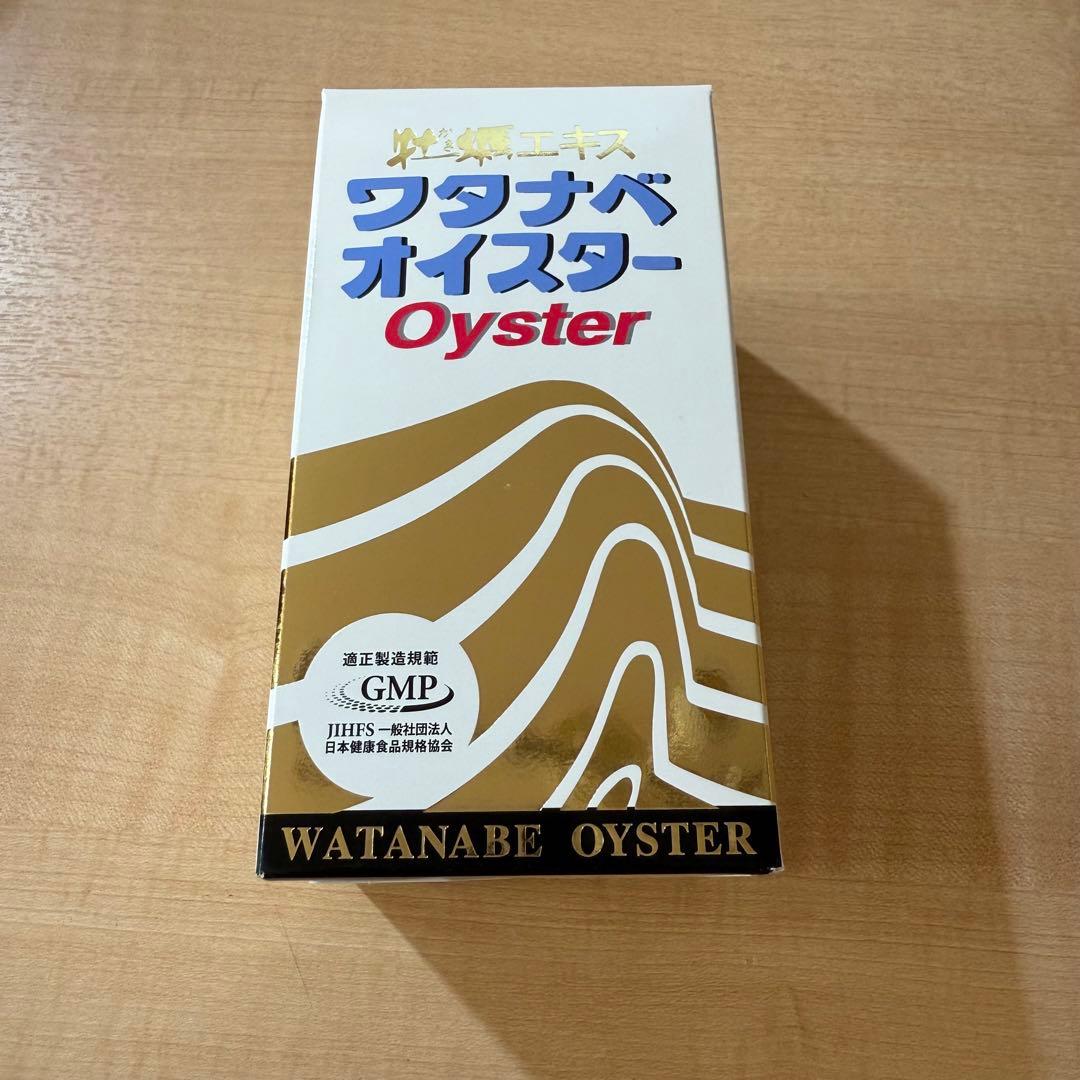 牡蠣エキス
ワタナベ
オイスター
Oyster
適正製造規範
GMP
JIHFS 一般社団法人
日本健康食品規格協会
WATANABE OYSTER